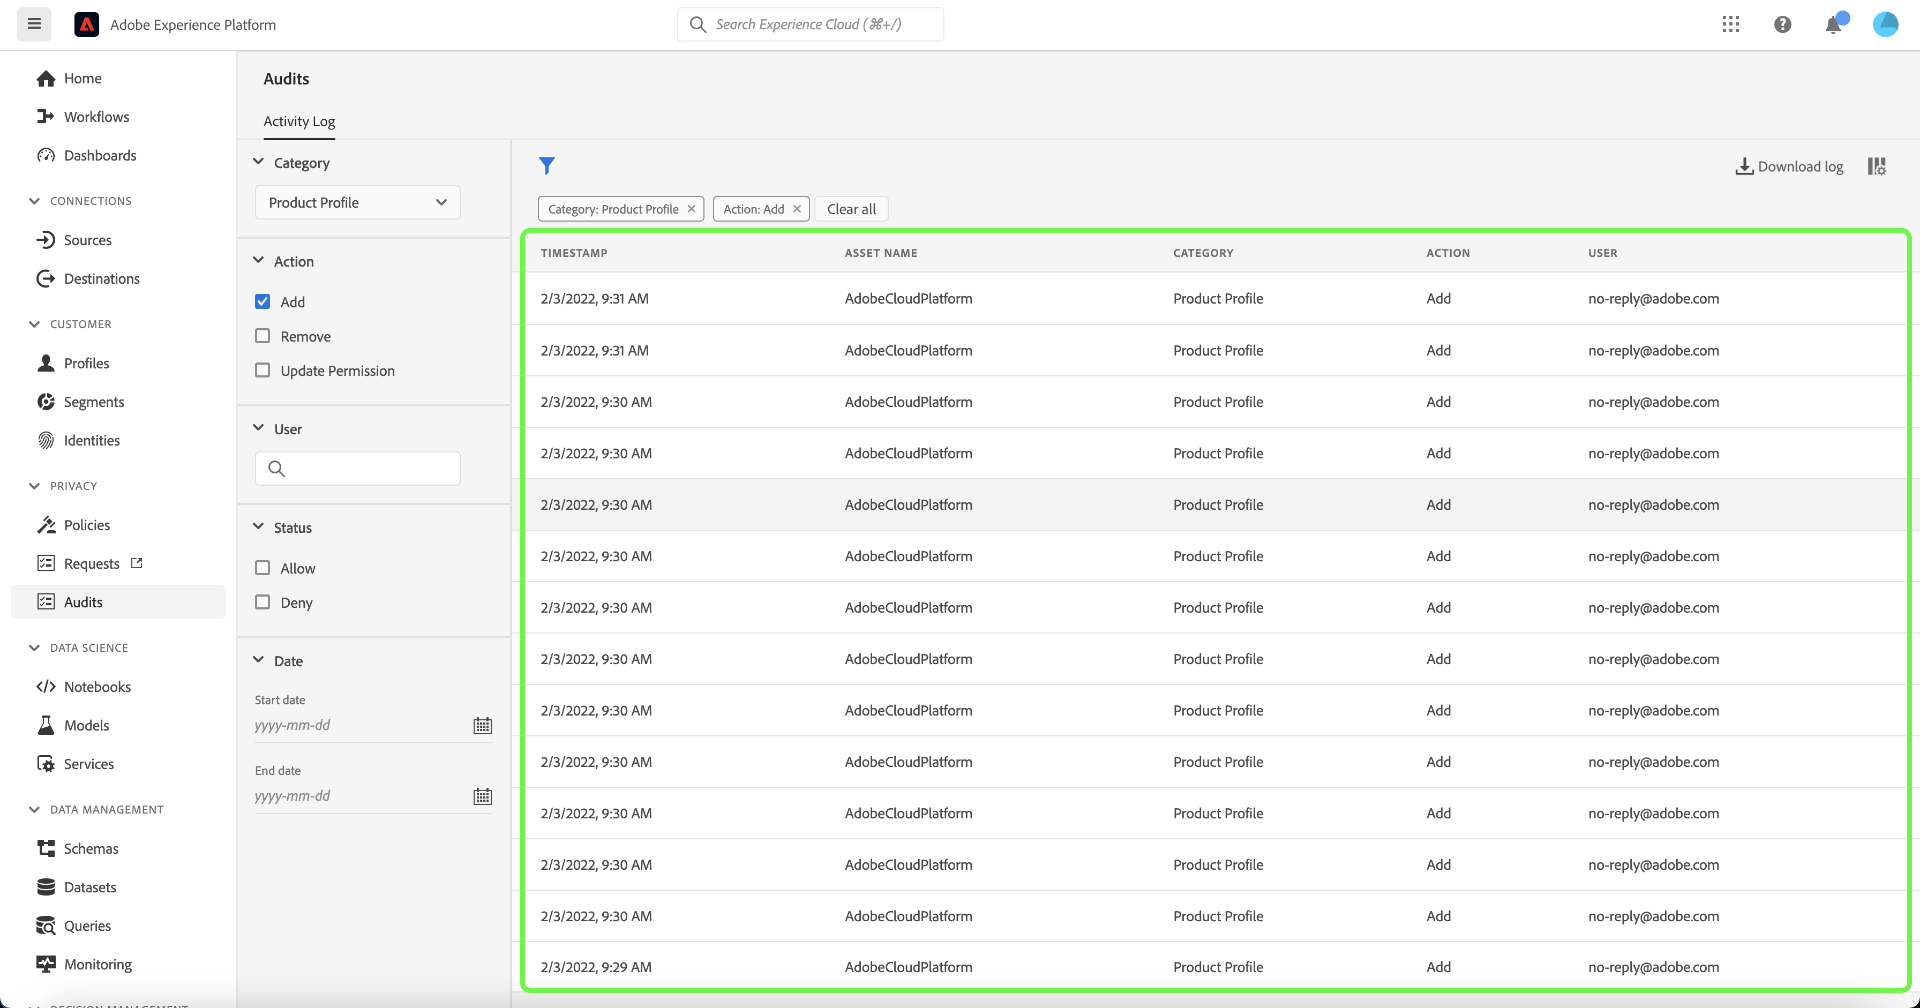 Adobe Experience Platform
Search Experience Cloud (⌘+/)
Home
Workflows
Dashboards
CONNECTIONS
Sources
Destinations
CUSTOMER
Profiles
Segments
Identities
PRIVACY
Policies
Requests
Audits
DATA SCIENCE
Notebooks
Models
Services
DATA MANAGEMENT
Schemas
Datasets
Queries
Monitoring
DECISION MANAGEMENT
Audits
Activity Log
Category
Product Profile
Action
Add
Remove
Update Permission
User
Status
Allow
Deny
Date
Start date
yyyy-mm-dd
End date
yyyy-mm-dd
Download log
Category: Product Profile × Action: Add × Clear all
TIMESTAMP ASSET NAME CATEGORY ACTION USER
2/3/2022, 9:31 AM AdobeCloudPlatform Product Profile Add no-reply@adobe.com
2/3/2022, 9:31 AM AdobeCloudPlatform Product Profile Add no-reply@adobe.com
2/3/2022, 9:30 AM AdobeCloudPlatform Product Profile Add no-reply@adobe.com
2/3/2022, 9:30 AM AdobeCloudPlatform Product Profile Add no-reply@adobe.com
2/3/2022, 9:30 AM AdobeCloudPlatform Product Profile Add no-reply@adobe.com
2/3/2022, 9:30 AM AdobeCloudPlatform Product Profile Add no-reply@adobe.com
2/3/2022, 9:30 AM AdobeCloudPlatform Product Profile Add no-reply@adobe.com
2/3/2022, 9:30 AM AdobeCloudPlatform Product Profile Add no-reply@adobe.com
2/3/2022, 9:30 AM AdobeCloudPlatform Product Profile Add no-reply@adobe.com
2/3/2022, 9:30 AM AdobeCloudPlatform Product Profile Add no-reply@adobe.com
2/3/2022, 9:30 AM AdobeCloudPlatform Product Profile Add no-reply@adobe.com
2/3/2022, 9:30 AM AdobeCloudPlatform Product Profile Add no-reply@adobe.com
2/3/2022, 9:30 AM AdobeCloudPlatform Product Profile Add no-reply@adobe.com
2/3/2022, 9:29 AM AdobeCloudPlatform Product Profile Add no-reply@adobe.com